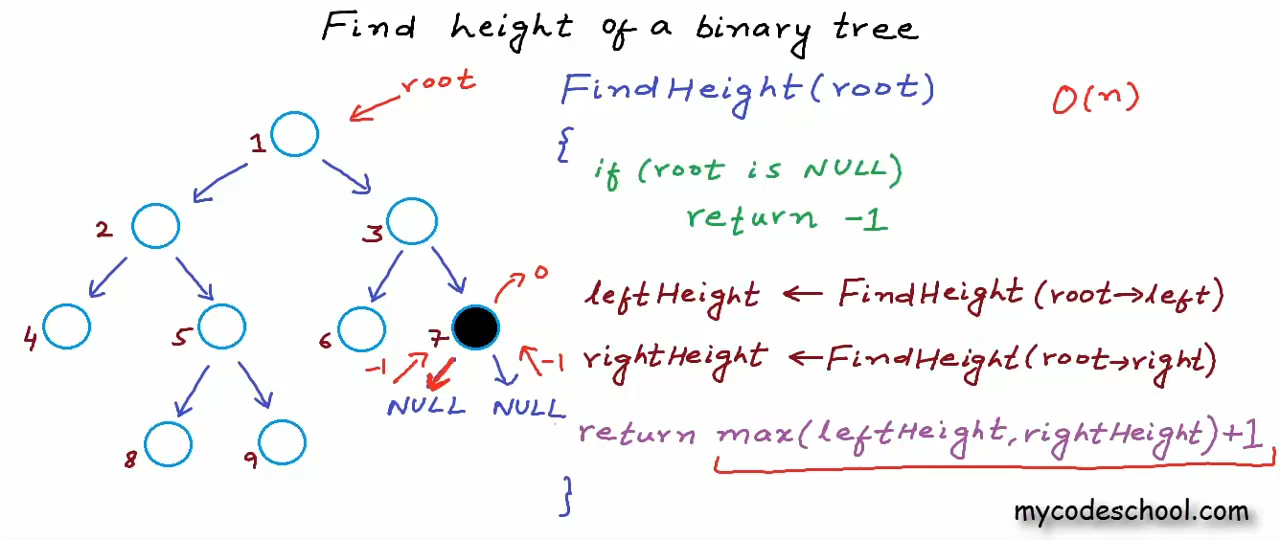 Find height of a binary tree
root
FindHeight(root)
O(n)
{
1
if (root is NULL)
return -1
2
3
0
leftHeight ← FindHeight(root→left)
4
5
6
7
-1
-1
rightHeight ← FindHeight(root→right)
NULL
NULL
return max(leftHeight, rightHeight)+1
8
9
}
mycodeschool.com